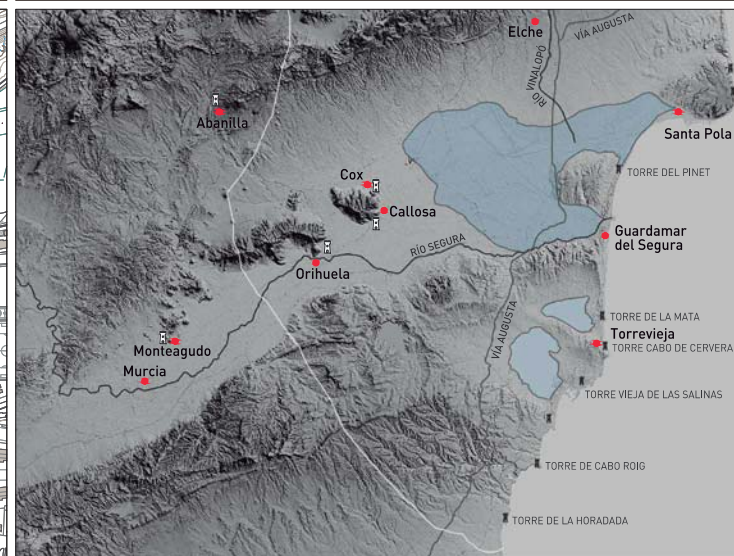 Elche
VÍA AUGUSTA
RÍO VINALOPÓ
Abanilla
Santa Pola
TORRE DEL PINET
Cox
Callosa
Guardamar
del Segura
RÍO SEGURA
Orihuela
VÍA AUGUSTA
TORRE DE LA MATA
Torrevieja
TORRE CABO DE CERVERA
Monteagudo
Murcia
TORRE VIEJA DE LAS SALINAS
TORRE DE CABO ROIG
TORRE DE LA HORADADA